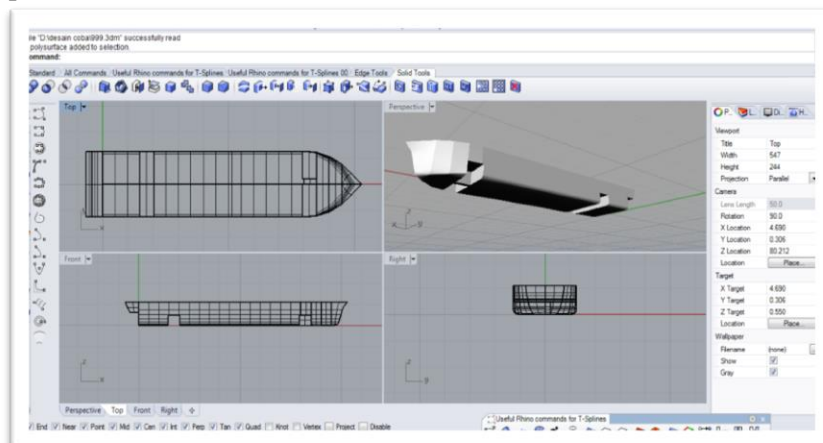 "D:\desain coba\999.3dm" successfully read
polysurface added to selection.
ommand:
Standard All Commands Useful Rhino commands for T-Splines Useful Rhino commands for T-Splines 00 Edge Tools Solid Tools
Top
Perspective
Front
Right
x
x y
z
x
z
y
Viewport
Title Top
Width 547
Height 244
Projection Parallel
Camera
Lens Length 50.0
Rotation 90.0
X Location 4.690
Y Location 0.306
Z Location 80.212
Location Place...
Target
X Target 4.690
Y Target 0.306
Z Target 0.550
Location Place...
Wallpaper
Filename (none)
Show
Gray
Perspective Top Front Right
End Near Point Mid Cen Int Perp Tan Quad Knot Vertex Project Disable
Useful Rhino commands for T-Splines